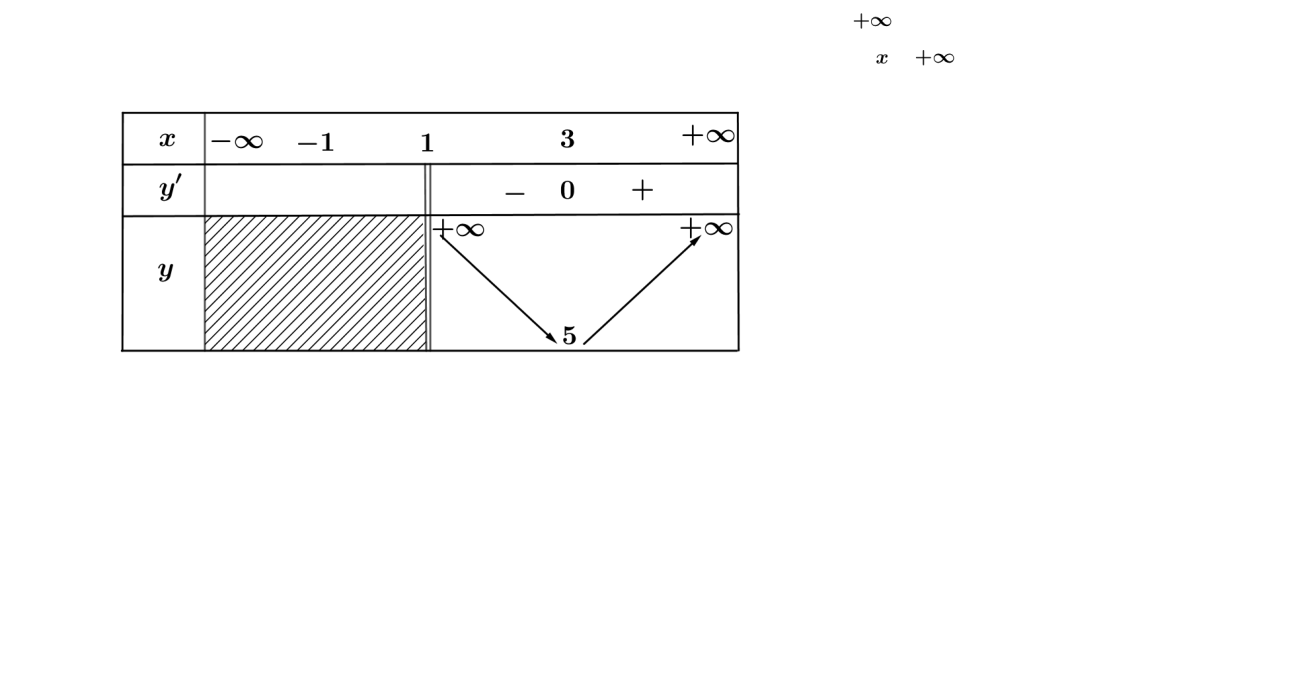 +∞
x +∞
x −∞ −1 1 3 +∞
y′ − 0 +
+∞ +∞
y
5